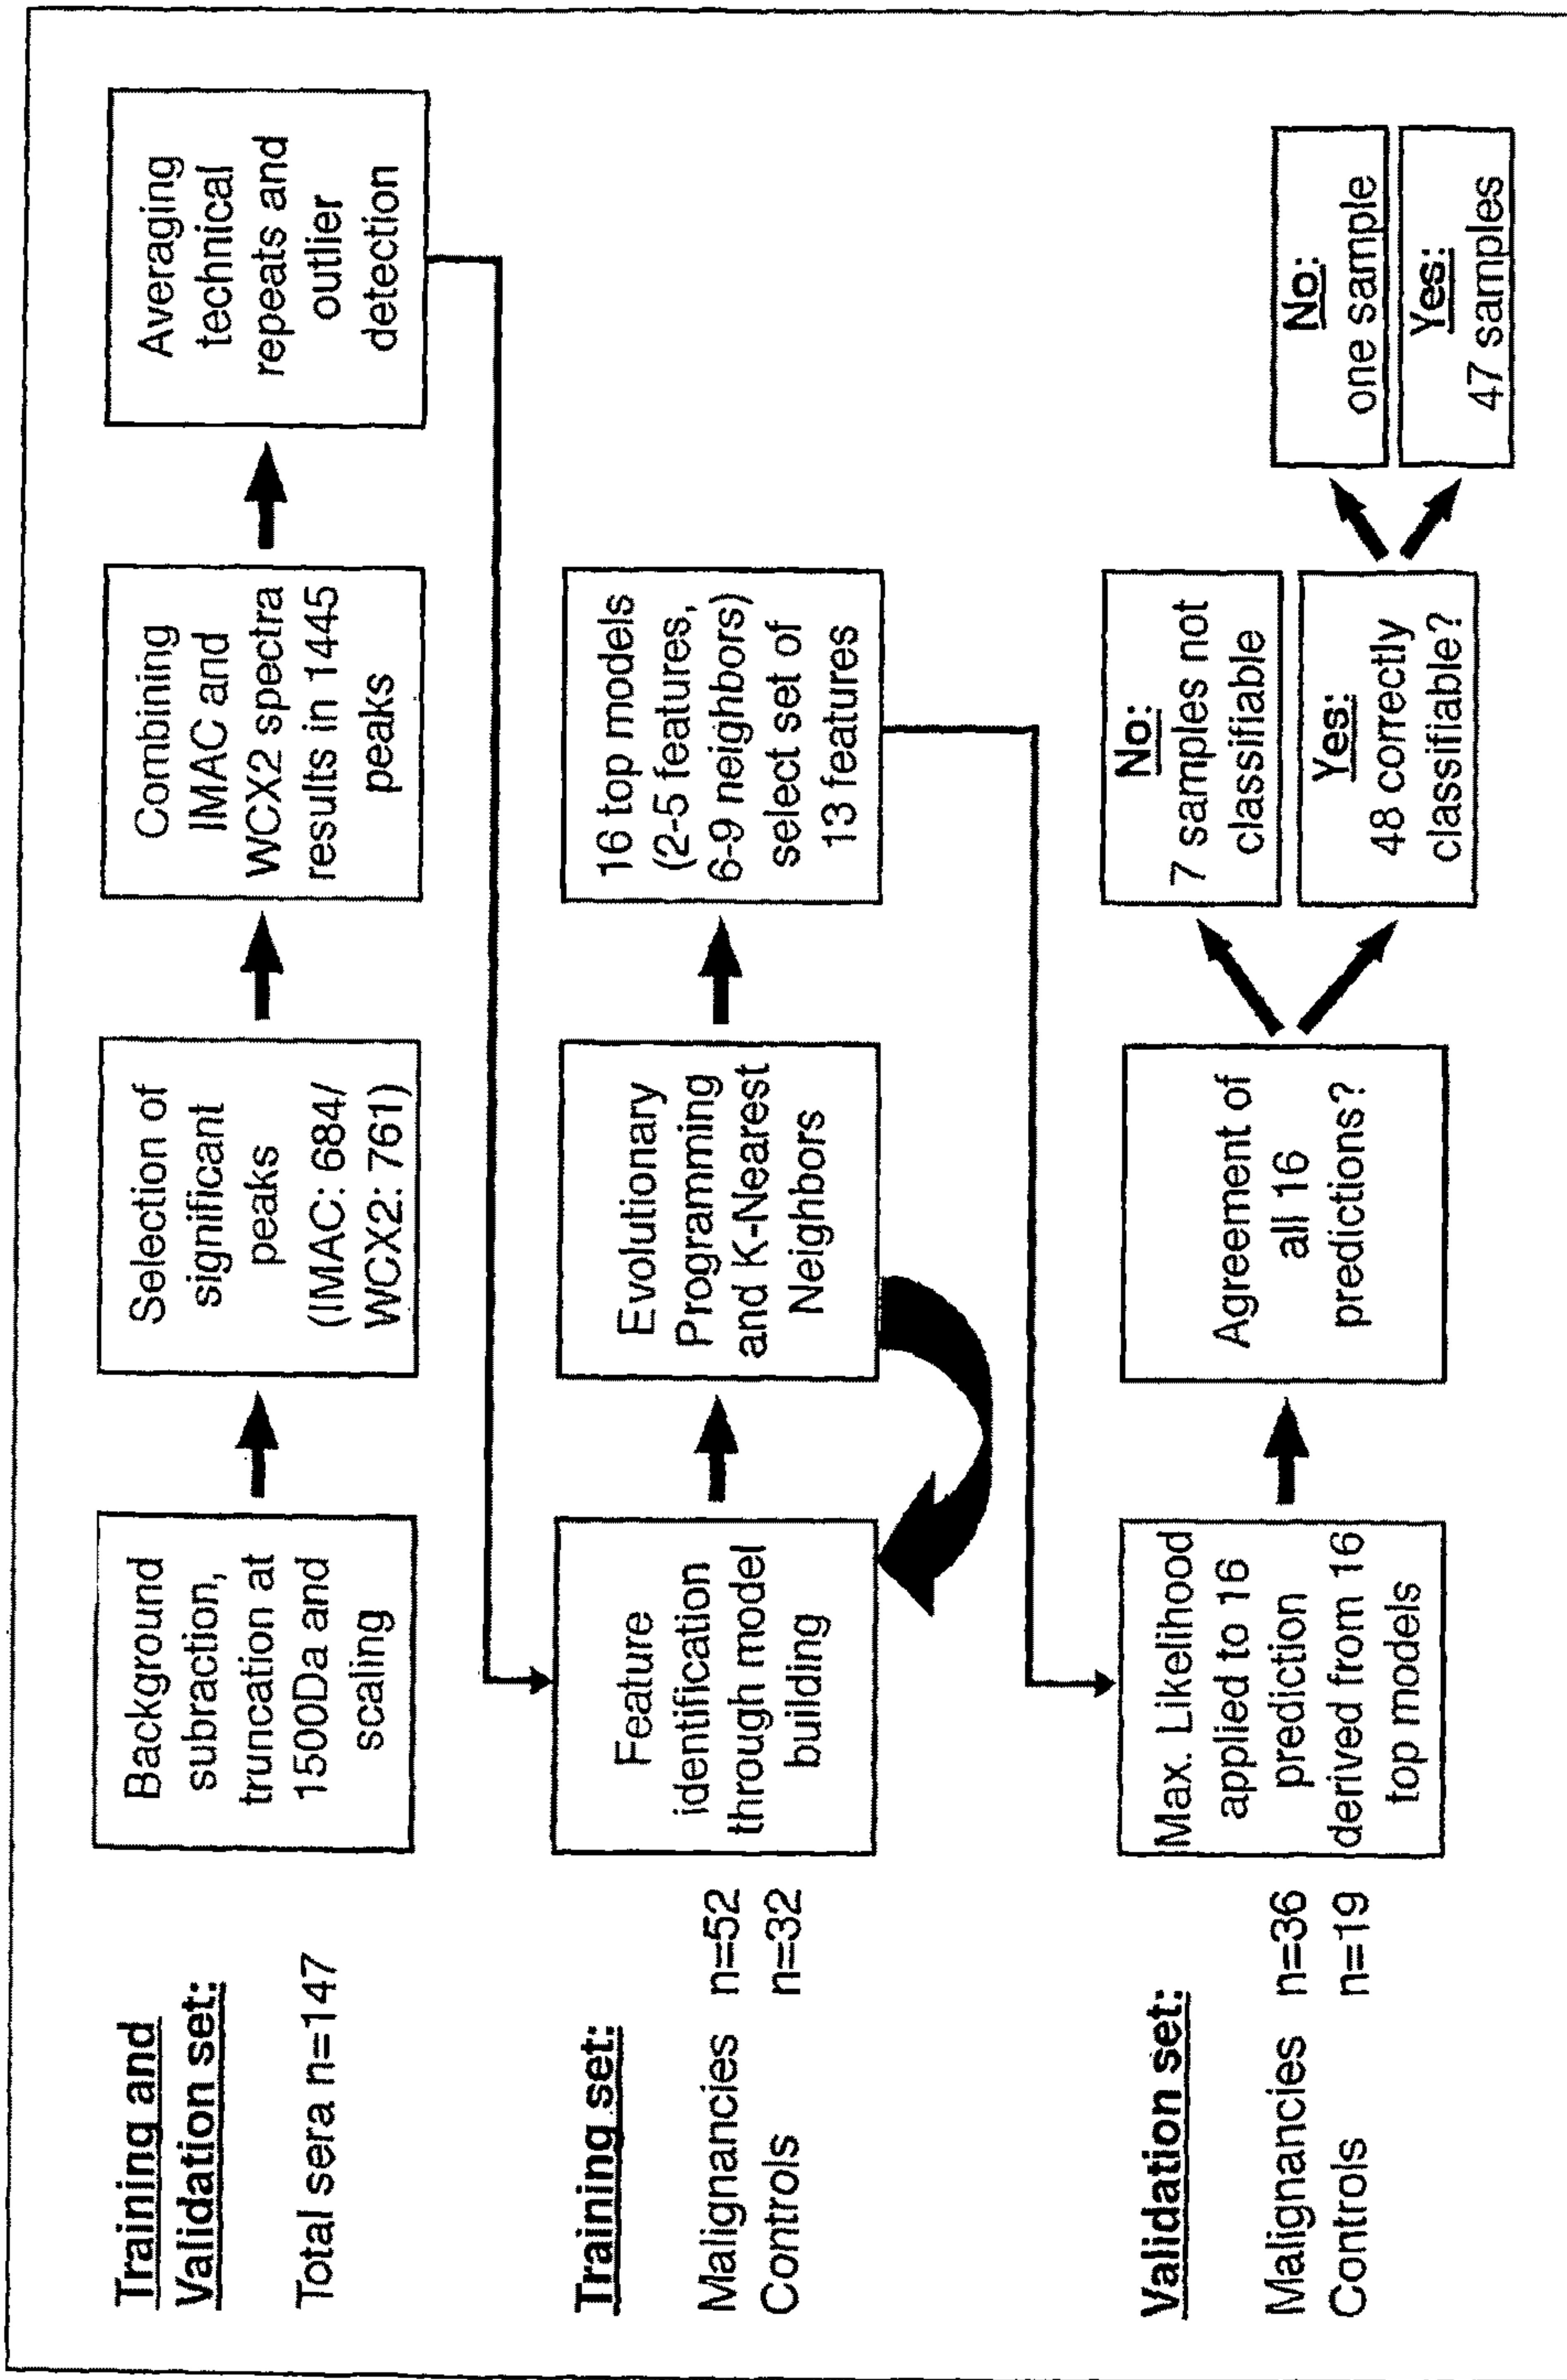 Training and
Validation set:
Total sera n=147
Background
subraction,
truncation at
1500Da and
scaling
Selection of
significant
peaks
(IMAC: 684/
WCX2: 761)
Combining
IMAC and
WCX2 spectra
results in 1445
peaks
Averaging
technical
repeats and
outlier
detection
Training set:
Malignancies n=52
Controls n=32
Feature
identification
through model
building
Evolutionary
Programming
and K-Nearest
Neighbors
16 top models
(2-5 features,
6-9 neighbors)
select set of
13 features
Validation set:
Malignancies n=36
Controls n=19
Max. Likelihood
applied to 16
prediction
derived from 16
top models
Agreement of
all 16
predictions?
No:
7 samples not
classifiable
Yes:
48 correctly
classifiable?
No:
one sample
Yes:
47 samples